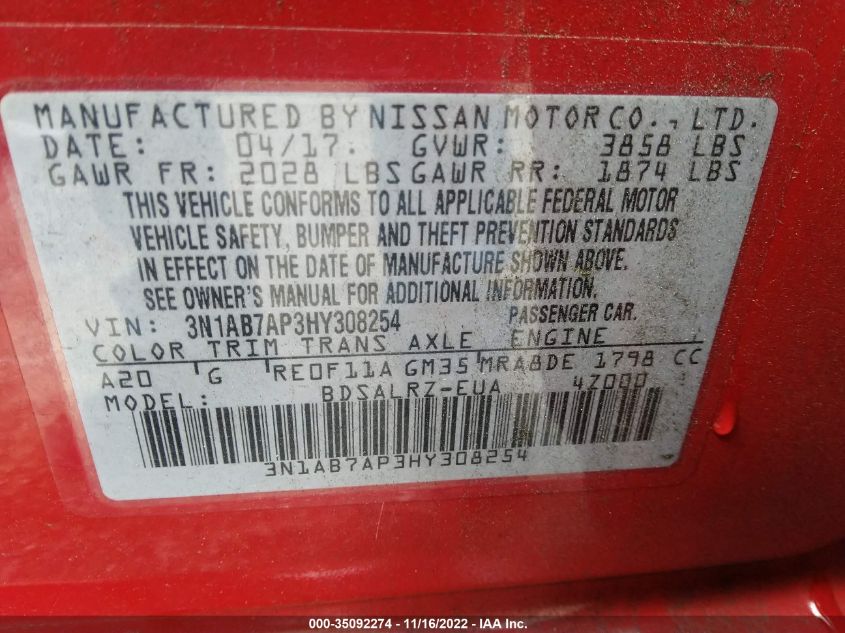 MANUFACTURED BY NISSAN MOTOR CO., LTD.
DATE: 04/17. GVWR: 3858 LBS
GAWR FR: 2028 LBS GAWR RR: 1874 LBS
THIS VEHICLE CONFORMS TO ALL APPLICABLE FEDERAL MOTOR
VEHICLE SAFETY, BUMPER AND THEFT PREVENTION STANDARDS
IN EFFECT ON THE DATE OF MANUFACTURE SHOWN ABOVE.
SEE OWNER'S MANUAL FOR ADDITIONAL INFORMATION.
VIN: 3N1AB7AP3HY308254 PASSENGER CAR.
COLOR TRIM TRANS AXLE ENGINE
A20 G RE0F11A GM35 MRA8DE 1798 CC
MODEL: BDSALRZ-EUA 4Z000
3N1AB7AP3HY308254
000-35092274 - 11/16/2022 - IAA Inc.